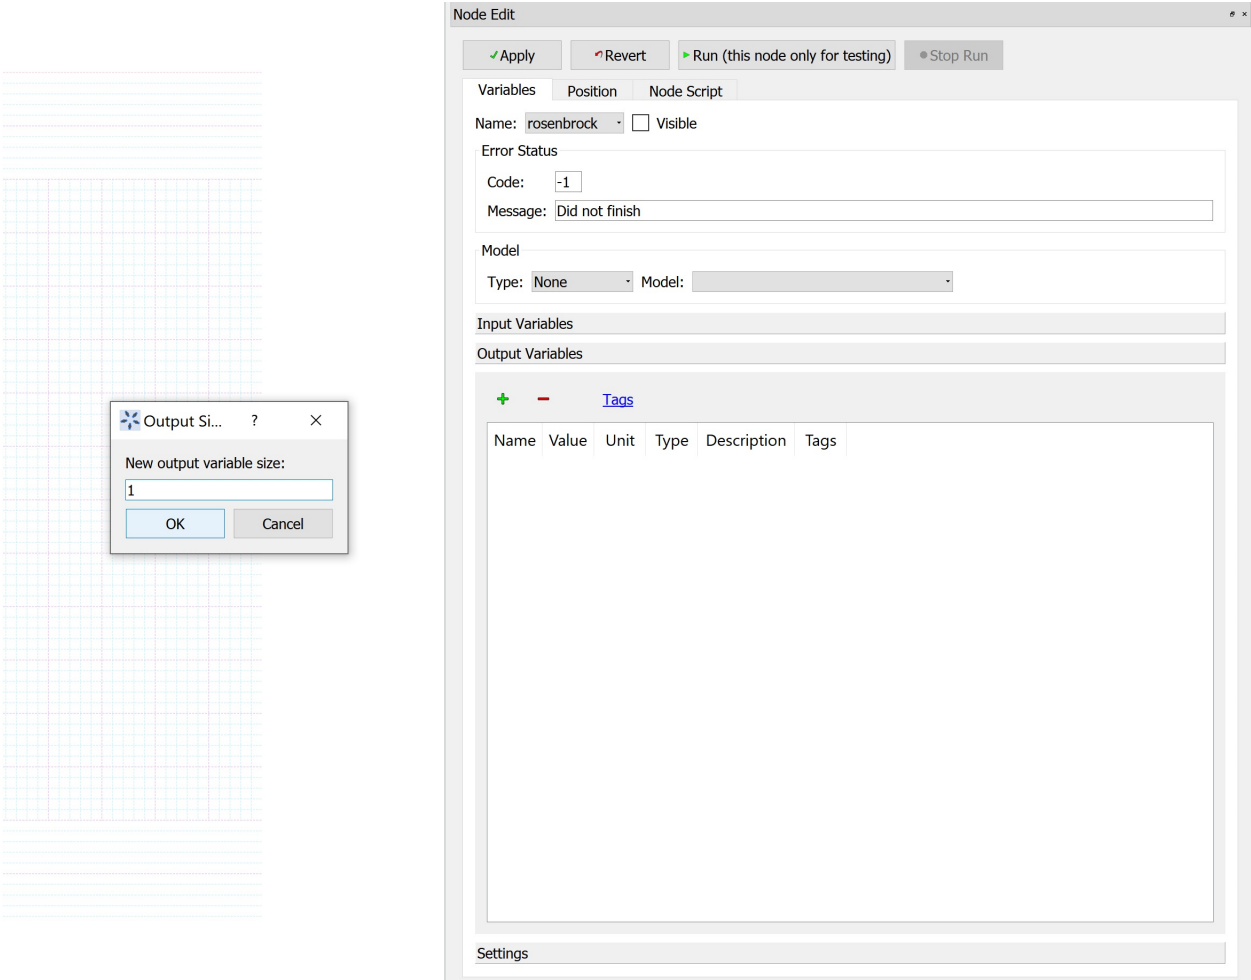 Node Edit
Apply Revert Run (this node only for testing) Stop Run
Variables Position Node Script
Name: rosenbrock Visible
Error Status
Code: -1
Message: Did not finish
Model
Type: None Model:
Input Variables
Output Variables
Tags
Name Value Unit Type Description Tags
Output Si... ? 
New output variable size:
1
OK Cancel
Settings